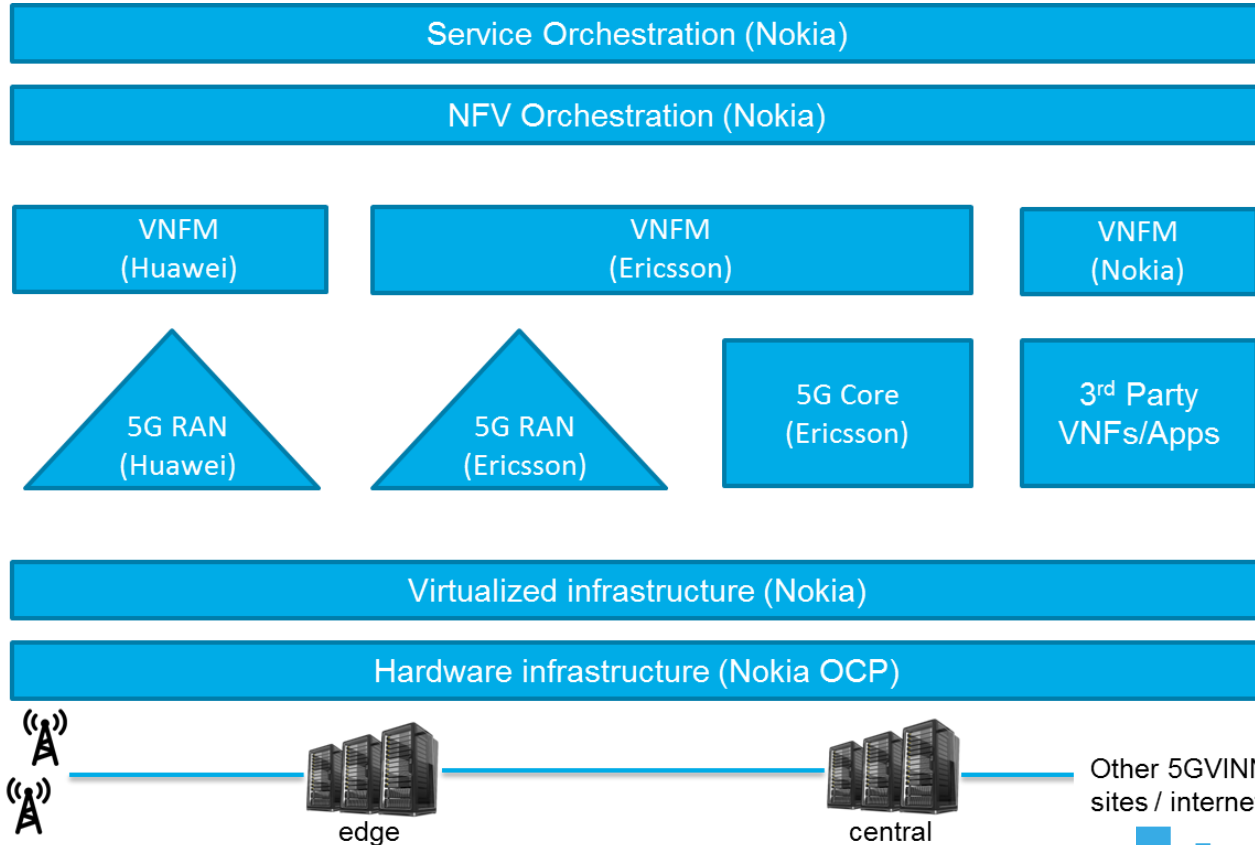 Service Orchestration (Nokia)
NFV Orchestration (Nokia)
VNFM
(Huawei)
VNFM
(Ericsson)
VNFM
(Nokia)
5G RAN
(Huawei)
5G RAN
(Ericsson)
5G Core
(Ericsson)
3rd Party
VNFs/Apps
Virtualized infrastructure (Nokia)
Hardware infrastructure (Nokia OCP)
Other 5GVINN
sites / interne
edge
central